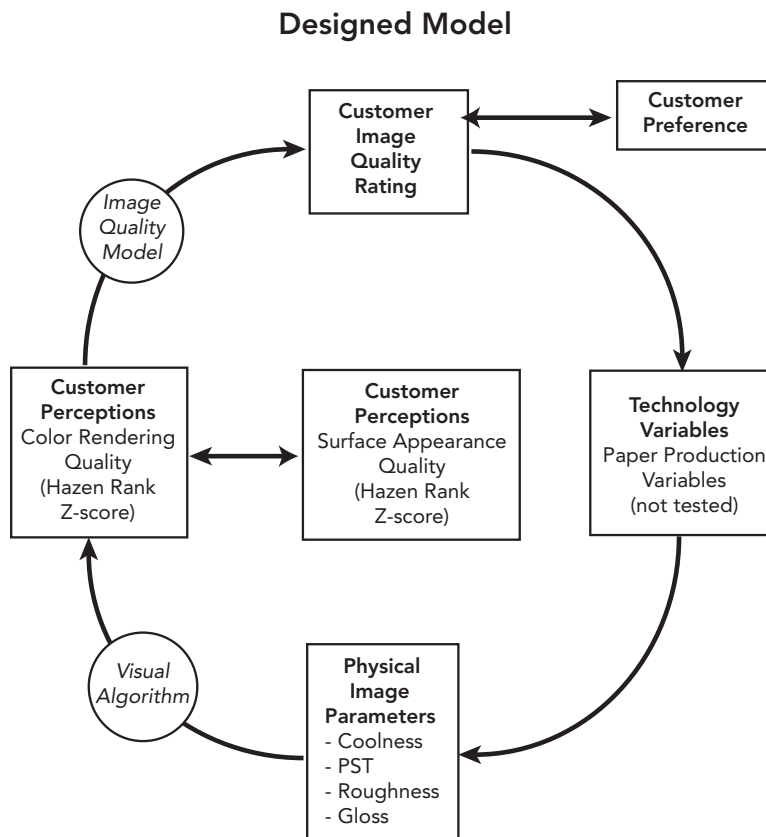 Designed Model
Customer
Image
Quality
Rating
Customer
Preference
Image
Quality
Model
Customer
Perceptions
Color Rendering
Quality
(Hazen Rank
Z-score)
Customer
Perceptions
Surface Appearance
Quality
(Hazen Rank
Z-score)
Technology
Variables
Paper Production
Variables
(not tested)
Visual
Algorithm
Physical
Image
Parameters
- Coolness
- PST
- Roughness
- Gloss